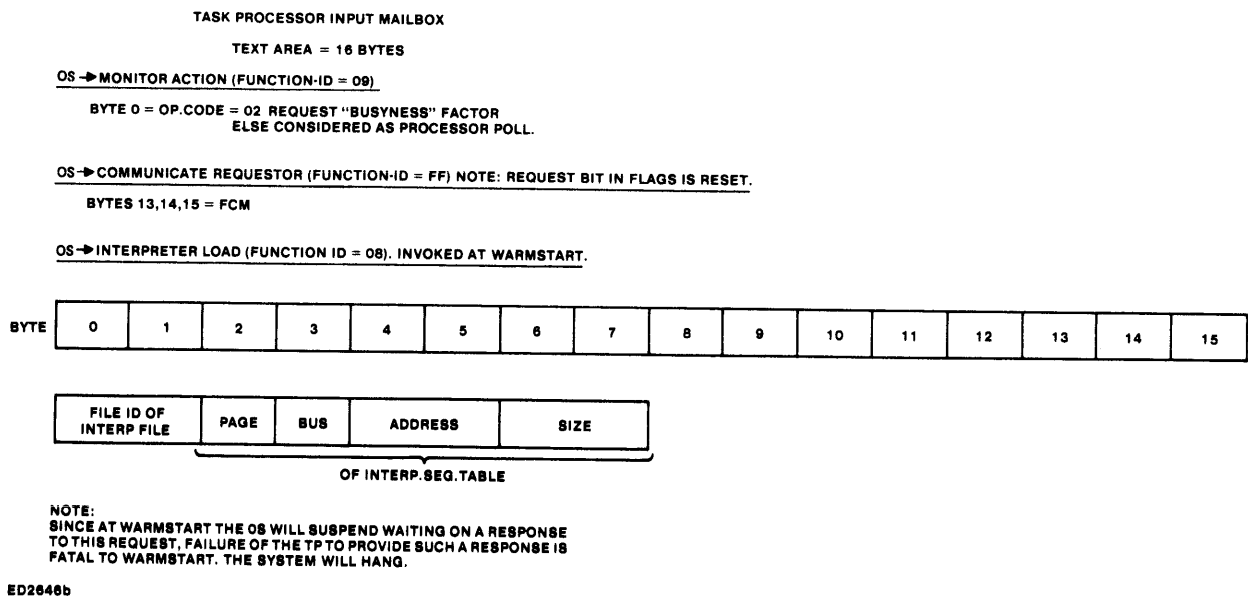 TASK PROCESSOR INPUT MAILBOX
TEXT AREA = 16 BYTES
OS → MONITOR ACTION (FUNCTION-ID = 09)
BYTE 0 = OP.CODE = 02 REQUEST “BUSYNESS” FACTOR
ELSE CONSIDERED AS PROCESSOR POLL.
OS → COMMUNICATE REQUESTOR (FUNCTION-ID = FF) NOTE: REQUEST BIT IN FLAGS IS RESET.
BYTES 13,14,15 = FCM
OS → INTERPRETER LOAD (FUNCTION ID = 08). INVOKED AT WARMSTART.
BYTE 0 1 2 3 4 5 6 7 8 9 10 11 12 13 14 15
FILE ID OF
INTERP FILE PAGE BUS ADDRESS SIZE
OF INTERP.SEG.TABLE
NOTE:
SINCE AT WARMSTART THE OS WILL SUSPEND WAITING ON A RESPONSE
TO THIS REQUEST, FAILURE OF THE TP TO PROVIDE SUCH A RESPONSE IS
FATAL TO WARMSTART. THE SYSTEM WILL HANG.
ED2646b